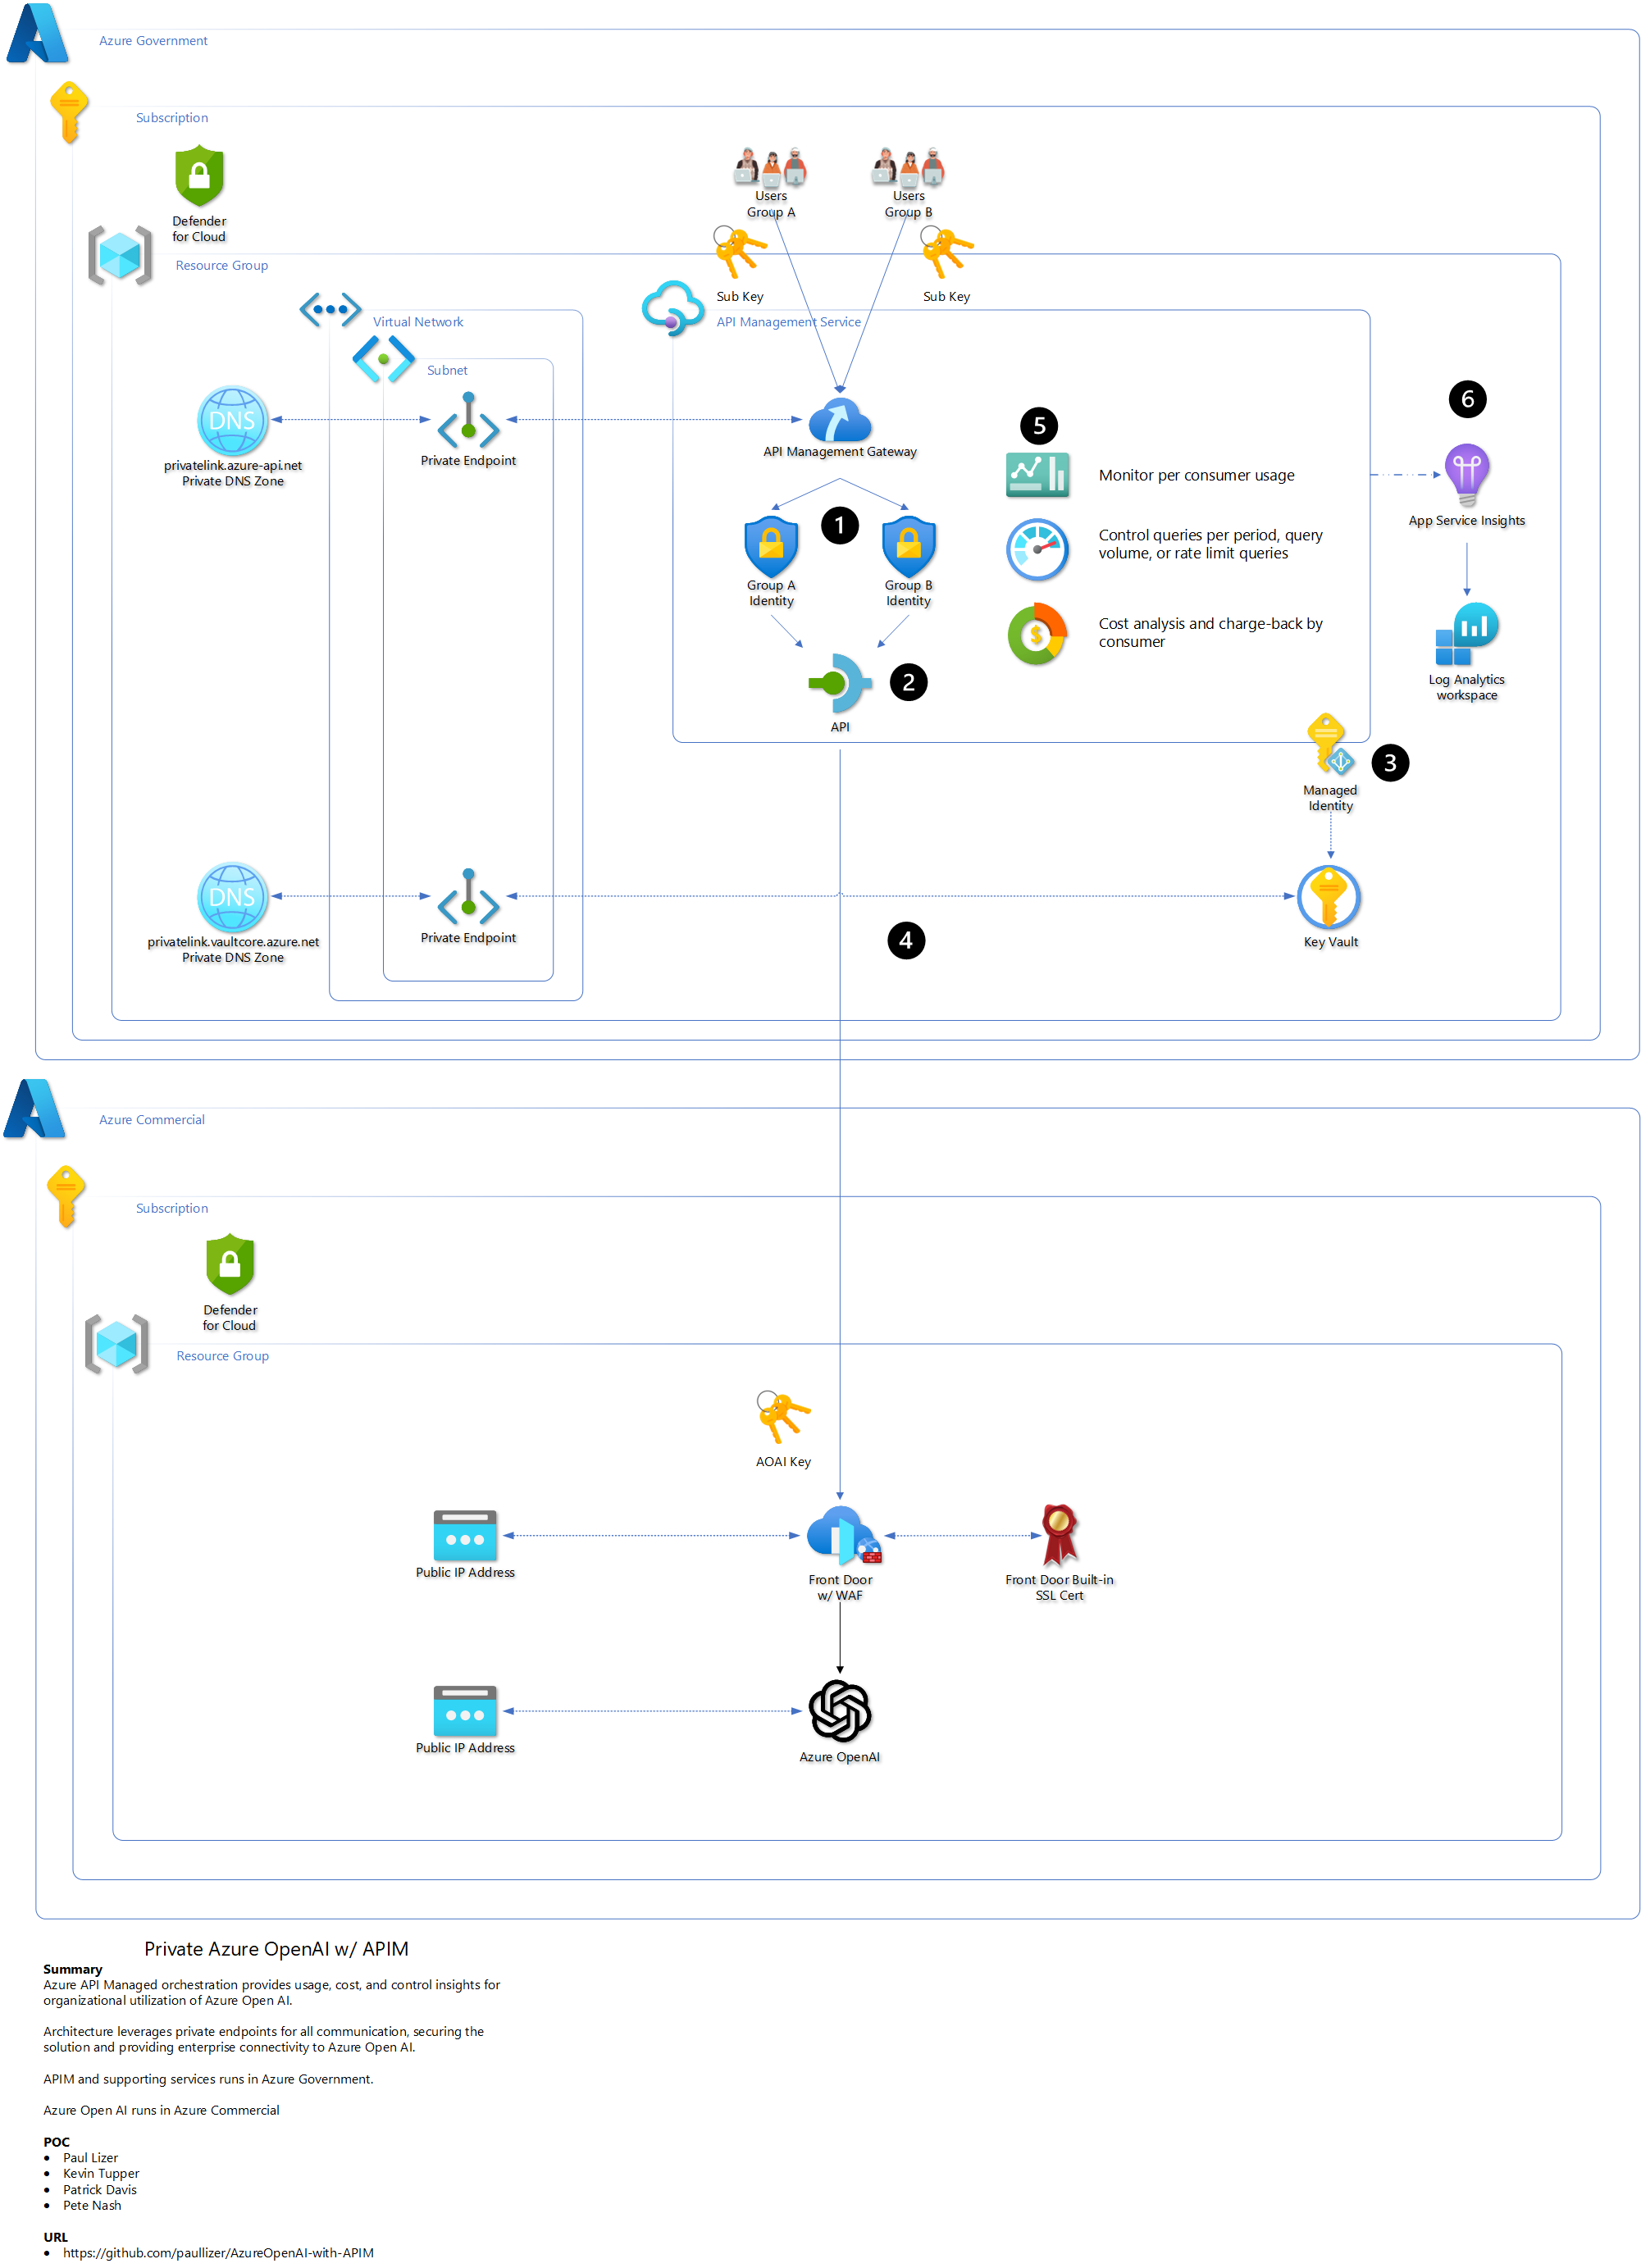 Azure Government
Subscription
Defender
for Cloud
Users
Group A
Users
Group B
Resource Group
Sub Key
Sub Key
Virtual Network
API Management Service
Subnet
DNS
privatelink.azure-api.net
Private DNS Zone
Private Endpoint
API Management Gateway
1
Group A
Identity
Group B
Identity
2
API
5
Monitor per consumer usage
Control queries per period, query
volume, or rate limit queries
$
Cost analysis and charge-back by
consumer
6
App Service Insights
Log Analytics
workspace
3
Managed
Identity
DNS
privatelink.vaultcore.azure.net
Private DNS Zone
Private Endpoint
4
Key Vault
Azure Commercial
Subscription
Defender
for Cloud
Resource Group
AOAI Key
Public IP Address
Front Door
w/ WAF
Front Door Built-in
SSL Cert
Public IP Address
Azure OpenAI
Private Azure OpenAI w/ APIM
Summary
Azure API Managed orchestration provides usage, cost, and control insights for
organizational utilization of Azure Open AI.
Architecture leverages private endpoints for all communication, securing the
solution and providing enterprise connectivity to Azure Open AI.
APIM and supporting services runs in Azure Government.
Azure Open AI runs in Azure Commercial
POC
• Paul Lizer
• Kevin Tupper
• Patrick Davis
• Pete Nash
URL
• https://github.com/paullizer/AzureOpenAI-with-APIM